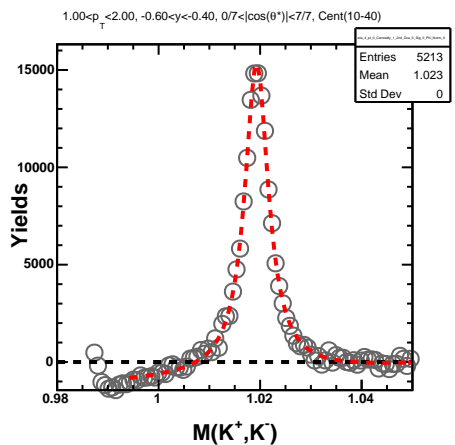 1.00<p_T<2.00, -0.60<y<-0.40, 0/7<|cos(θ*)|<7/7, Cent(10-40)
Entries 5213
Mean 1.023
Std Dev 0
15000
10000
5000
0
Yields
0.98 1 1.02 1.04
M(K⁺,K⁻)